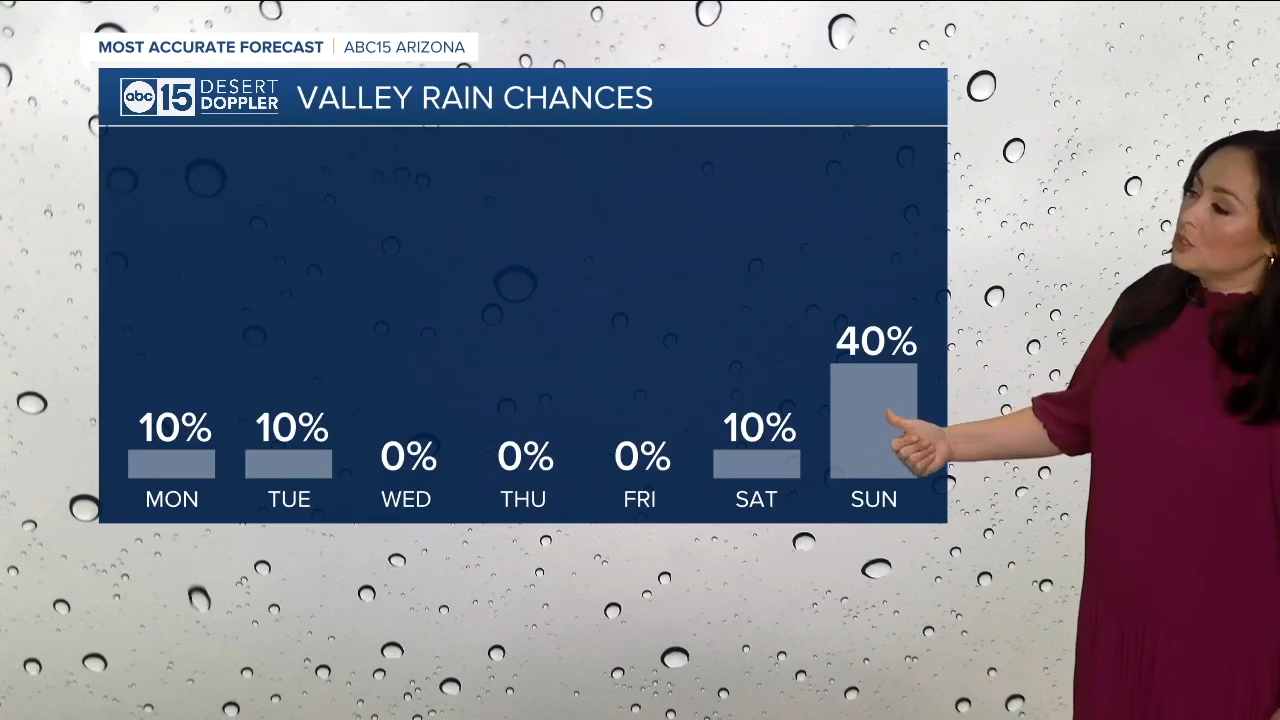 MOST ACCURATE FORECAST | ABC15 ARIZONA
abc 15 DESERT DOPPLER VALLEY RAIN CHANCES
10% 10% 0% 0% 0% 10% 40%
MON TUE WED THU FRI SAT SUN